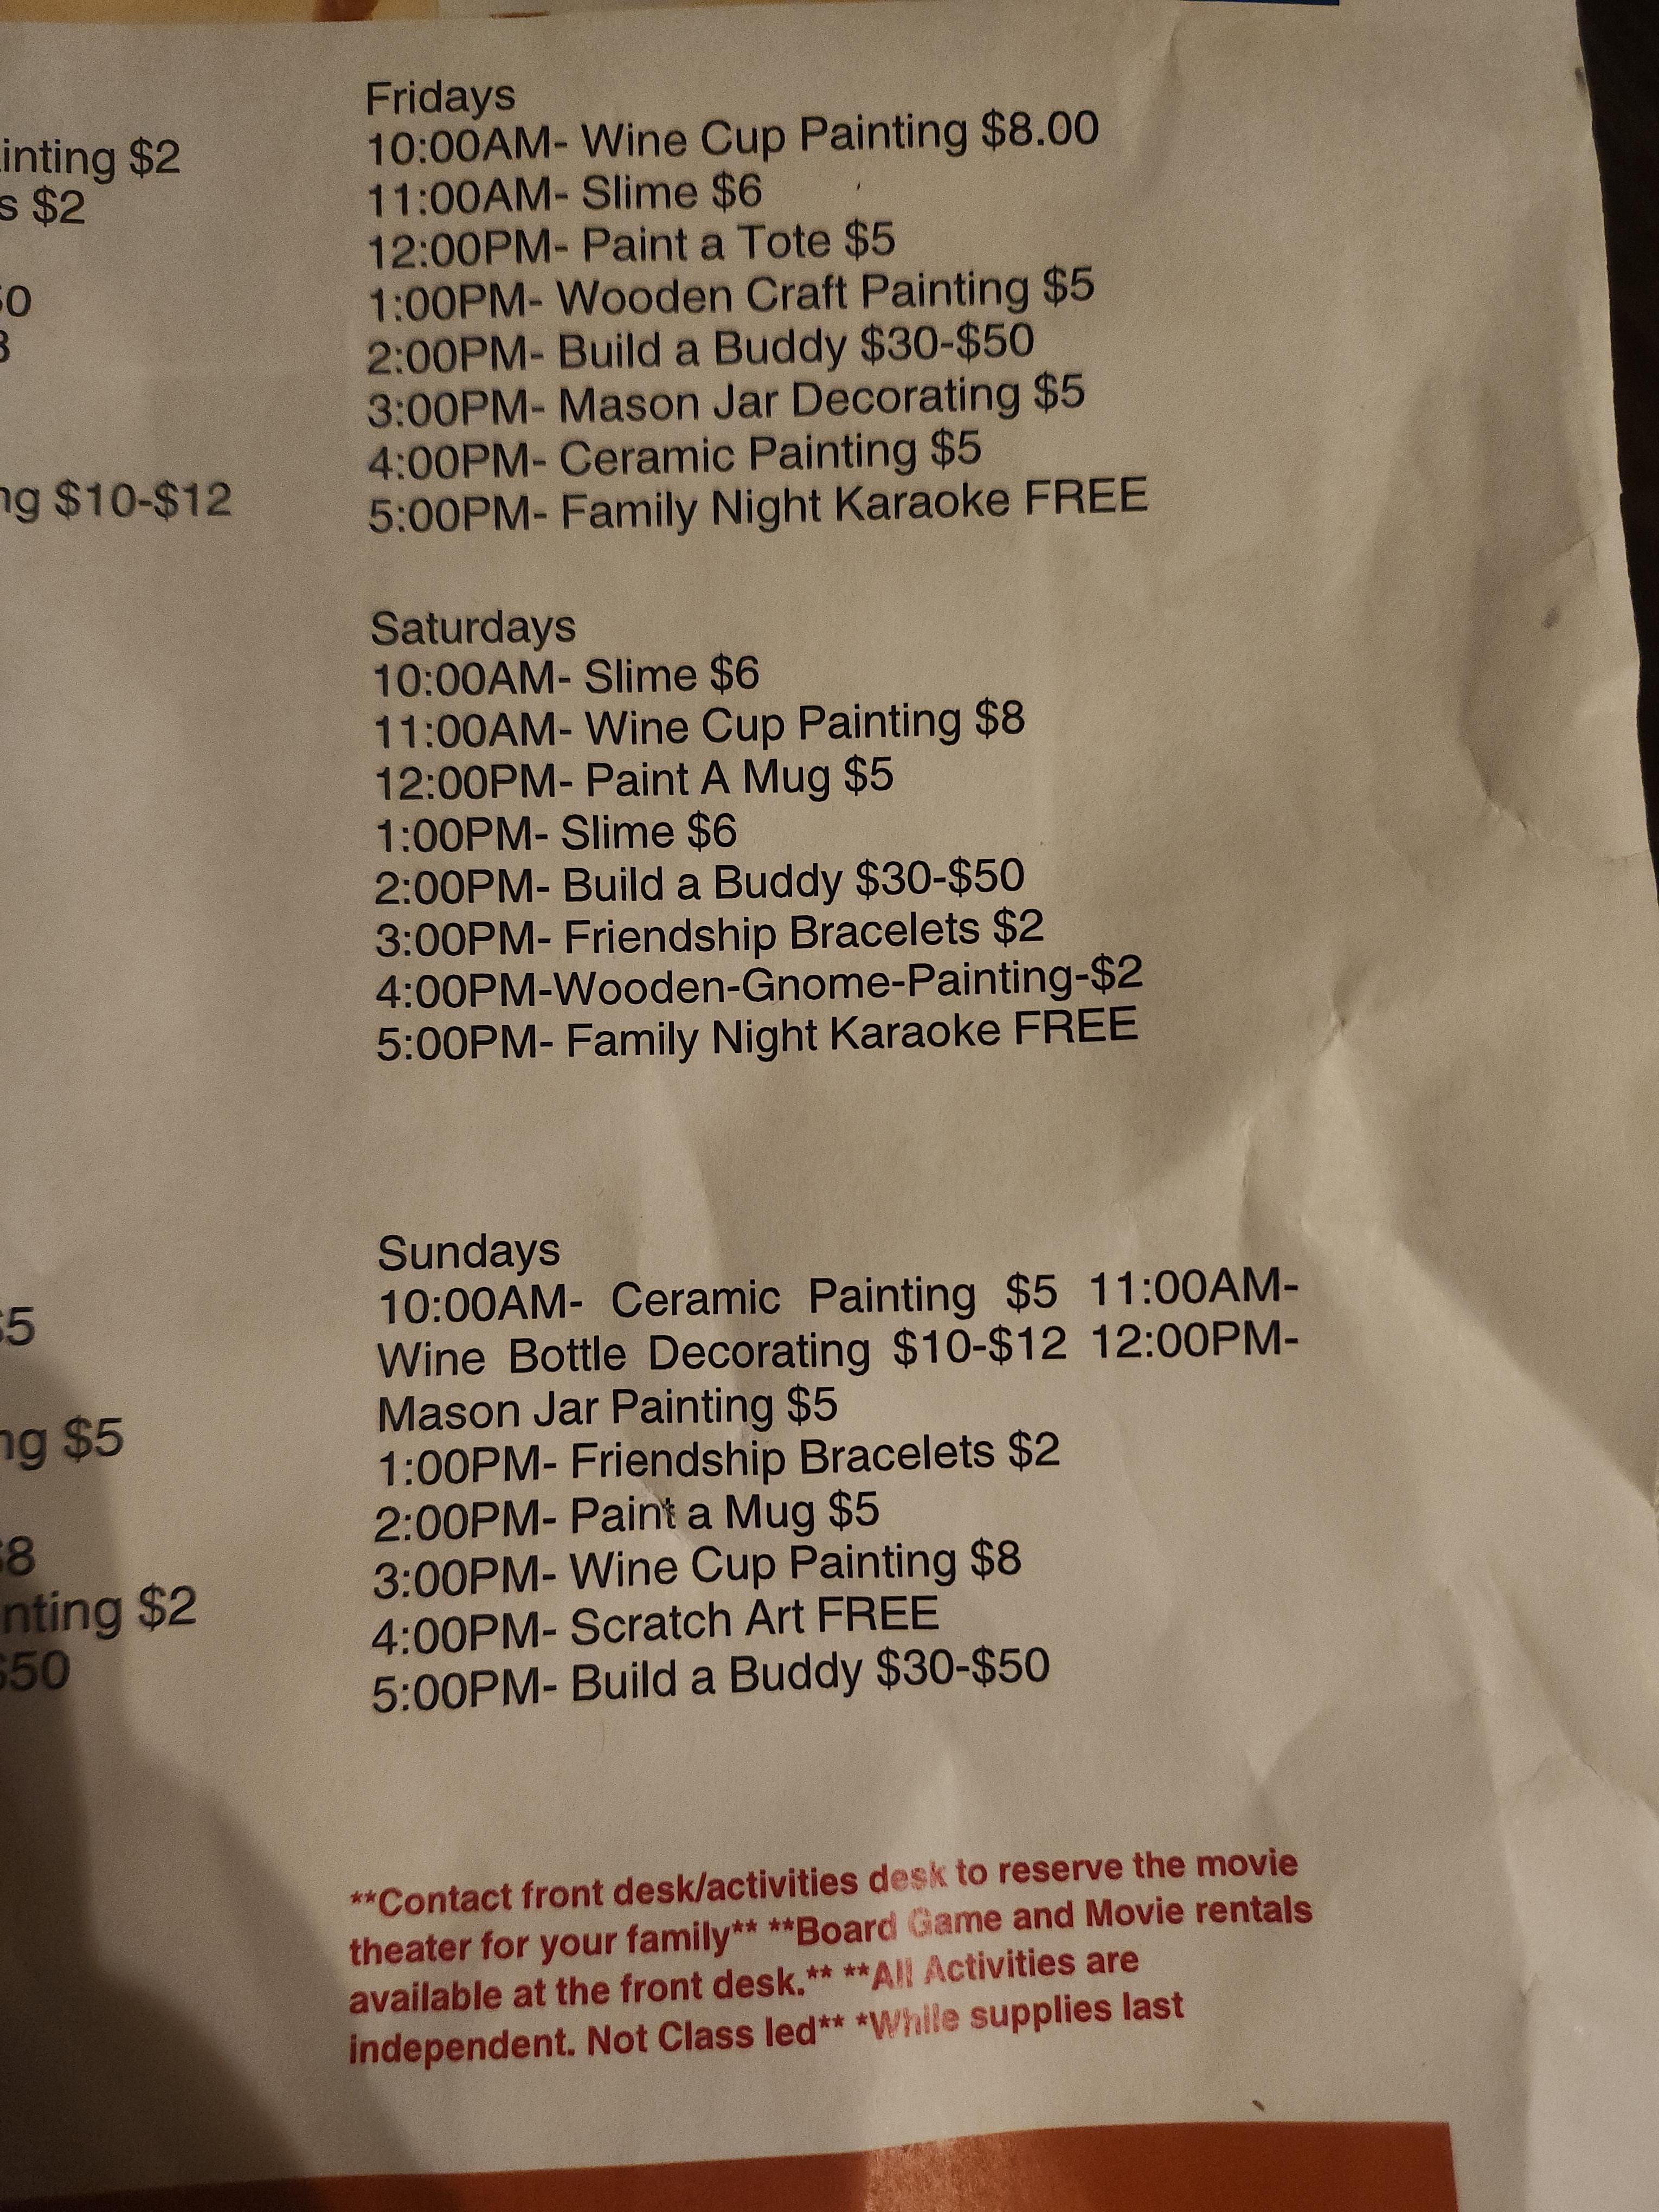 inting $2
s $2
0
ng $10-$12
$5
ng $5
$8
nting $2
$50
Fridays
10:00AM- Wine Cup Painting $8.00
11:00AM- Slime $6
12:00PM- Paint a Tote $5
1:00PM- Wooden Craft Painting $5
2:00PM- Build a Buddy $30-$50
3:00PM- Mason Jar Decorating $5
4:00PM- Ceramic Painting $5
5:00PM- Family Night Karaoke FREE
Saturdays
10:00AM- Slime $6
11:00AM- Wine Cup Painting $8
12:00PM- Paint A Mug $5
1:00PM- Slime $6
2:00PM- Build a Buddy $30-$50
3:00PM- Friendship Bracelets $2
4:00PM-Wooden-Gnome-Painting-$2
5:00PM- Family Night Karaoke FREE
Sundays
10:00AM- Ceramic Painting $5 11:00AM-
Wine Bottle Decorating $10-$12 12:00PM-
Mason Jar Painting $5
1:00PM- Friendship Bracelets $2
2:00PM- Paint a Mug $5
3:00PM- Wine Cup Painting $8
4:00PM- Scratch Art FREE
5:00PM- Build a Buddy $30-$50
**Contact front desk/activities desk to reserve the movie
theater for your family** **Board Game and Movie rentals
available at the front desk.** **All Activities are
independent. Not Class led** *While supplies last